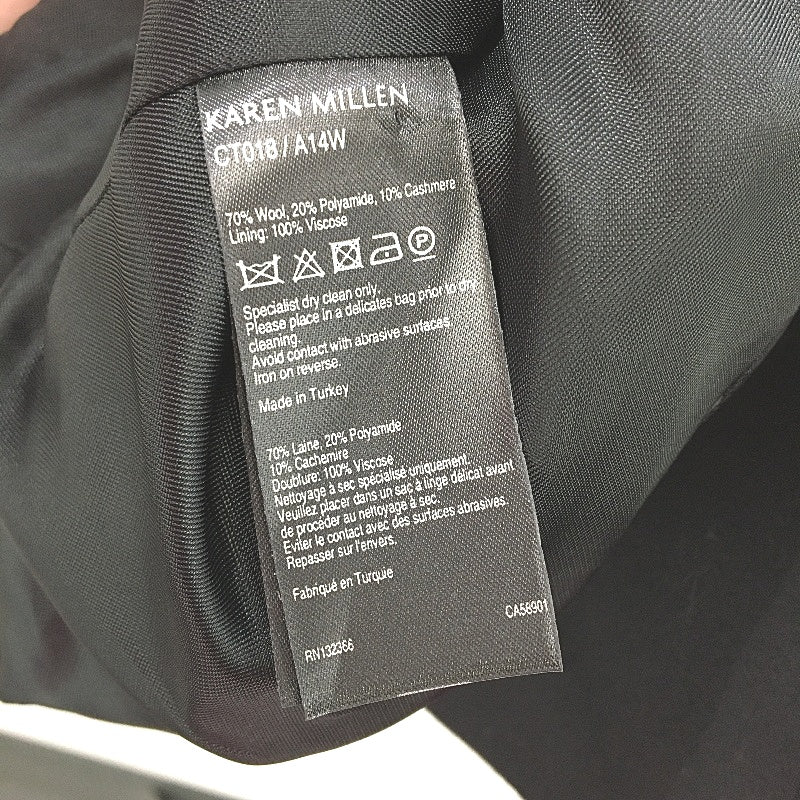 KAREN MILLEN
CT018 / A14W
70% Wool, 20% Polyamide, 10% Cashmere
Lining: 100% Viscose
P
Specialist dry clean only.
Please place in a delicates bag prior to dry
cleaning.
Avoid contact with abrasive surfaces.
Iron on reverse.
Made in Turkey
70% Laine, 20% Polyamide
10% Cachemire
Doublure: 100% Viscose
Nettoyage à sec spécialisé uniquement.
Veuillez placer dans un sac à linge délicat avant
de procéder au nettoyage à sec.
Eviter le contact avec des surfaces abrasives.
Repasser sur l'envers.
Fabriqué en Turquie
CA56901
RN132366